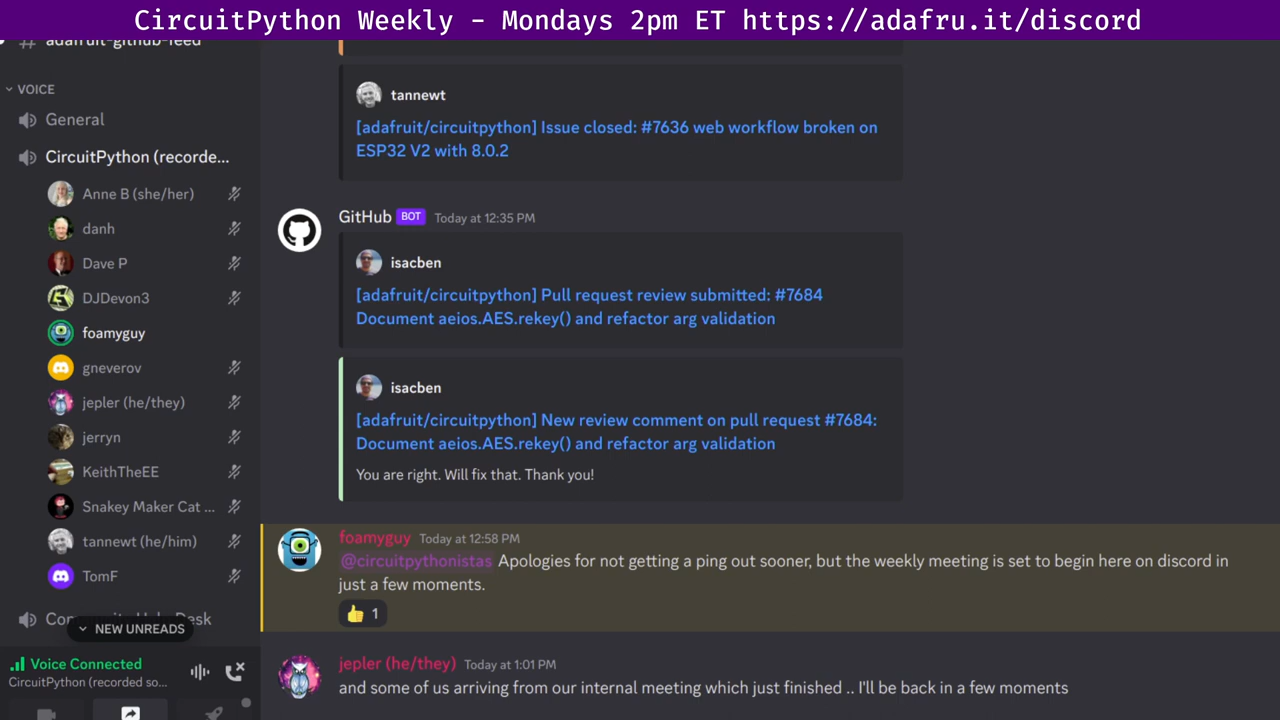 CircuitPython Weekly - Mondays 2pm ET https://adafru.it/discord
# adafruit-github-feed
VOICE
General
CircuitPython (recorde...
Anne B (she/her)
danh
Dave P
DJDevon3
foamyguy
gneverov
jepler (he/they)
jerryn
KeithTheEE
Snakey Maker Cat ...
tannewt (he/him)
TomF
NEW UNREADS
Voice Connected
CircuitPython (recorded so...
tannewt
[adafruit/circuitpython] Issue closed: #7636 web workflow broken on
ESP32 V2 with 8.0.2
GitHub BOT Today at 12:35 PM
isacben
[adafruit/circuitpython] Pull request review submitted: #7684
Document aeios.AES.rekey() and refactor arg validation
isacben
[adafruit/circuitpython] New review comment on pull request #7684:
Document aeios.AES.rekey() and refactor arg validation
You are right. Will fix that. Thank you!
foamyguy Today at 12:58 PM
@circuitpythonistas Apologies for not getting a ping out sooner, but the weekly meeting is set to begin here on discord in
just a few moments.
1
jepler (he/they) Today at 1:01 PM
and some of us arriving from our internal meeting which just finished .. I'll be back in a few moments